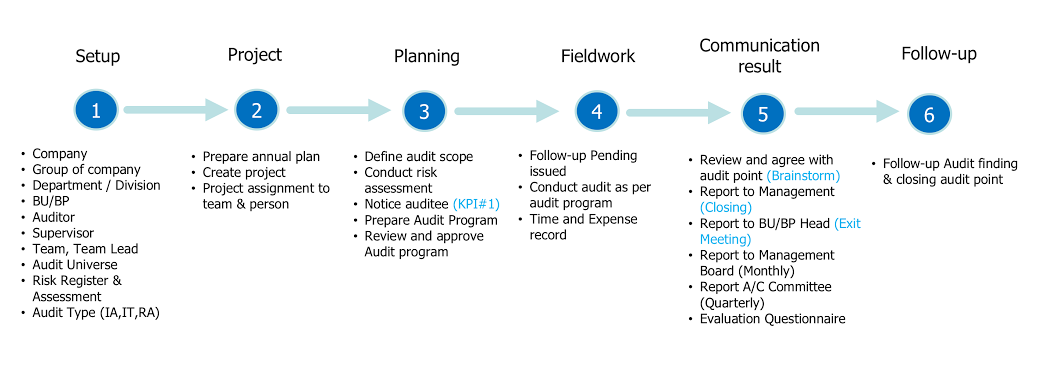 Setup
1
• Company
• Group of company
• Department / Division
• BU/BP
• Auditor
• Supervisor
• Team, Team Lead
• Audit Universe
• Risk Register &
Assessment
• Audit Type (IA,IT,RA)
Project
2
• Prepare annual plan
• Create project
• Project assignment to
team & person
Planning
3
• Define audit scope
• Conduct risk
assessment
• Notice auditee (KPI#1)
• Prepare Audit Program
• Review and approve
Audit program
Fieldwork
4
• Follow-up Pending
issued
• Conduct audit as per
audit program
• Time and Expense
record
Communication
result
5
• Review and agree with
audit point (Brainstorm)
• Report to Management
(Closing)
• Report to BU/BP Head (Exit
Meeting)
• Report to Management
Board (Monthly)
• Report A/C Committee
(Quarterly)
• Evaluation Questionnaire
Follow-up
6
• Follow-up Audit finding
& closing audit point